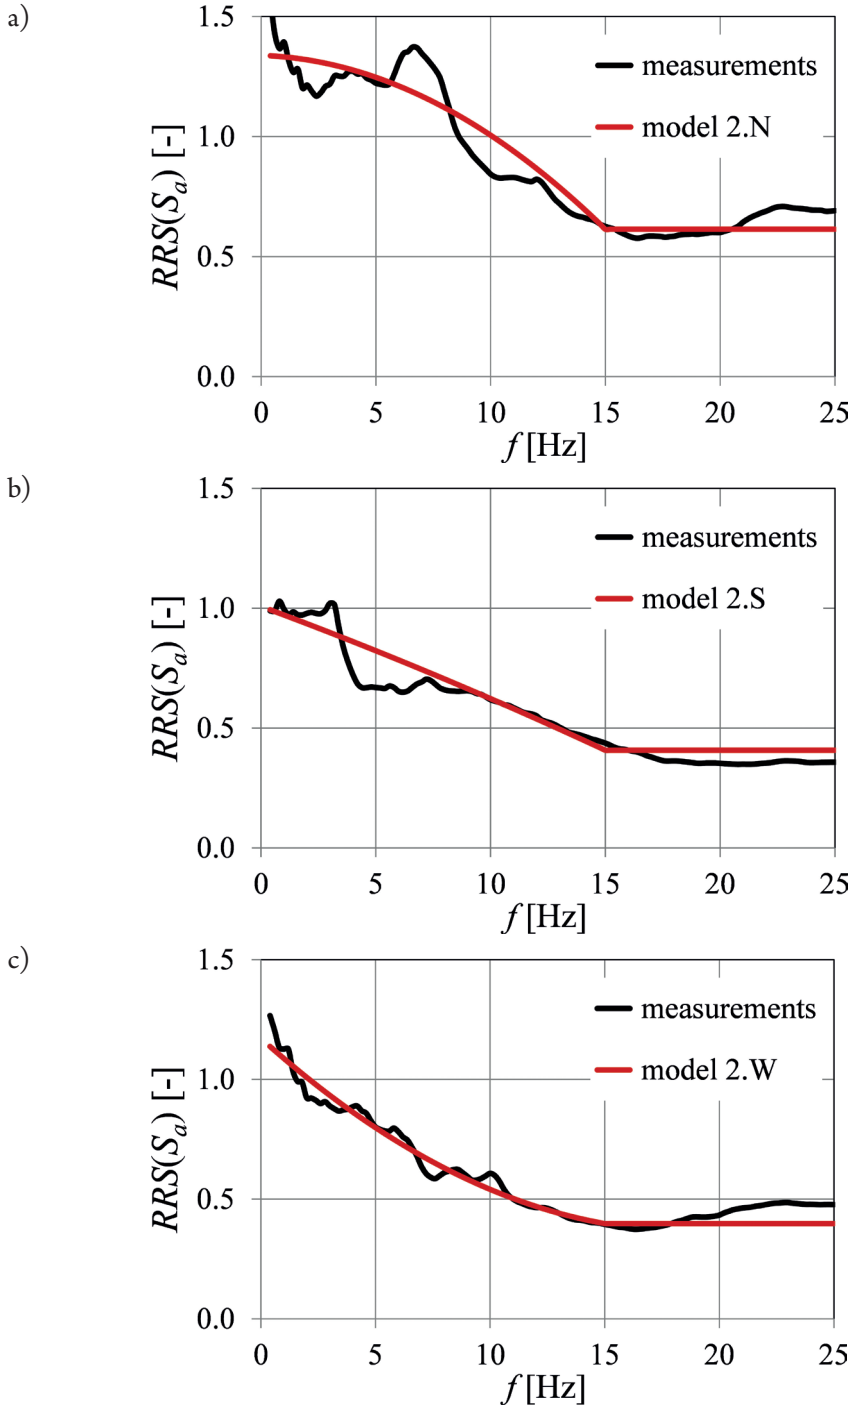 a)
1.5
measurements
model 2.N
1.0
RRS(Sa) [-]
0.5
0.0
0 5 10 15 20 25
f [Hz]
b)
1.5
measurements
model 2.S
1.0
RRS(Sa) [-]
0.5
0.0
0 5 10 15 20 25
f [Hz]
c)
1.5
measurements
model 2.W
1.0
RRS(Sa) [-]
0.5
0.0
0 5 10 15 20 25
f [Hz]